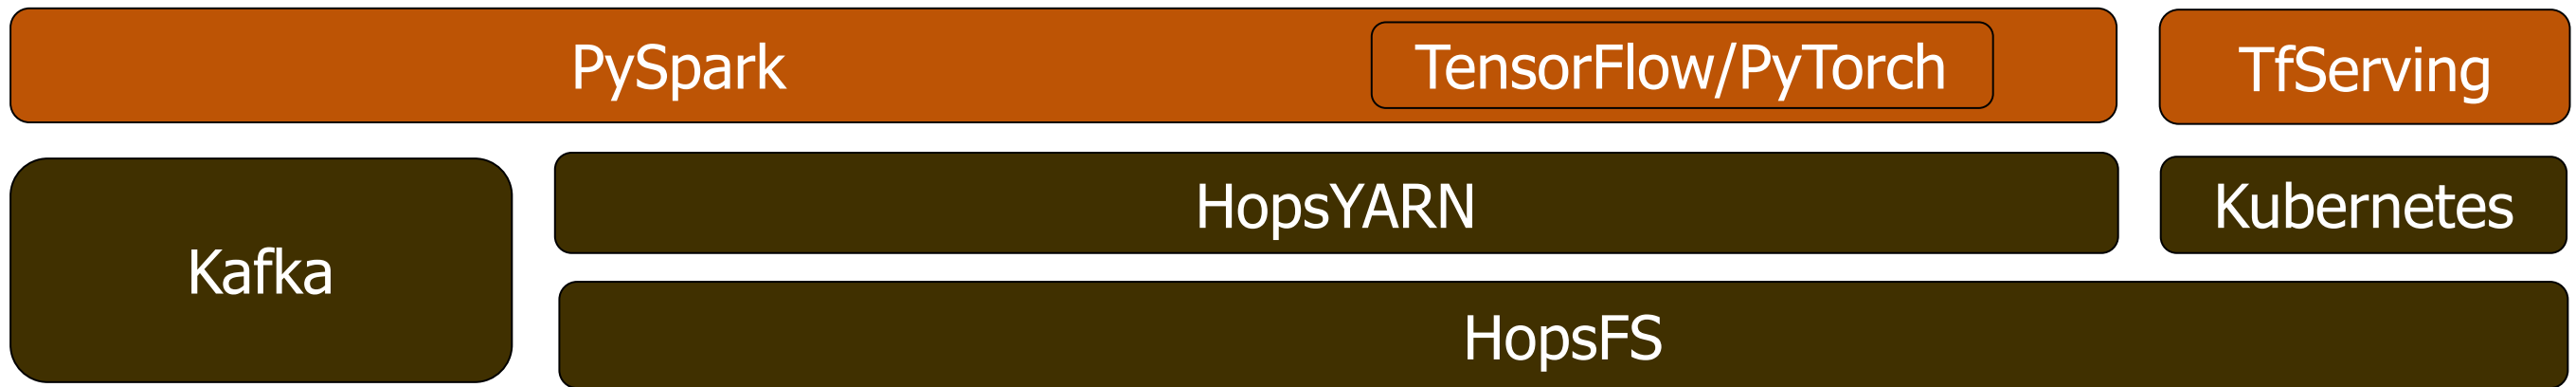 PySpark
TensorFlow/PyTorch
TfServing
Kafka
HopsYARN
Kubernetes
HopsFS